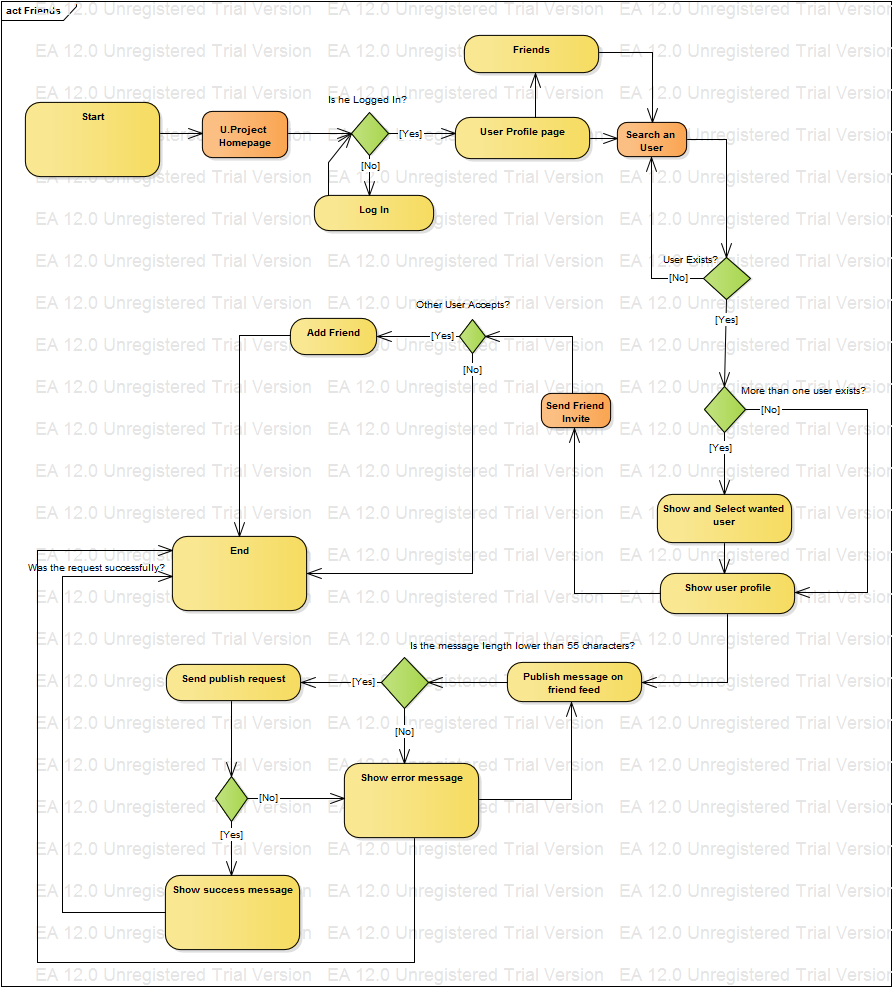 act Friends
EA 12.0 Unregistered Trial Version
Friends
Start
Is he Logged In?
U.Project
Homepage
[Yes]
User Profile page
Search an
User
[No]
Log In
User Exists?
[No]
[Yes]
Other User Accepts?
Add Friend
[Yes]
[No]
More than one user exists?
[No]
Send Friend
Invite
[Yes]
Show and Select wanted
user
End
Was the request successfully?
Show user profile
Is the message length lower than 55 characters?
Send publish request
[Yes]
Publish message on
friend feed
[No]
Show error message
[No]
[Yes]
Show success message